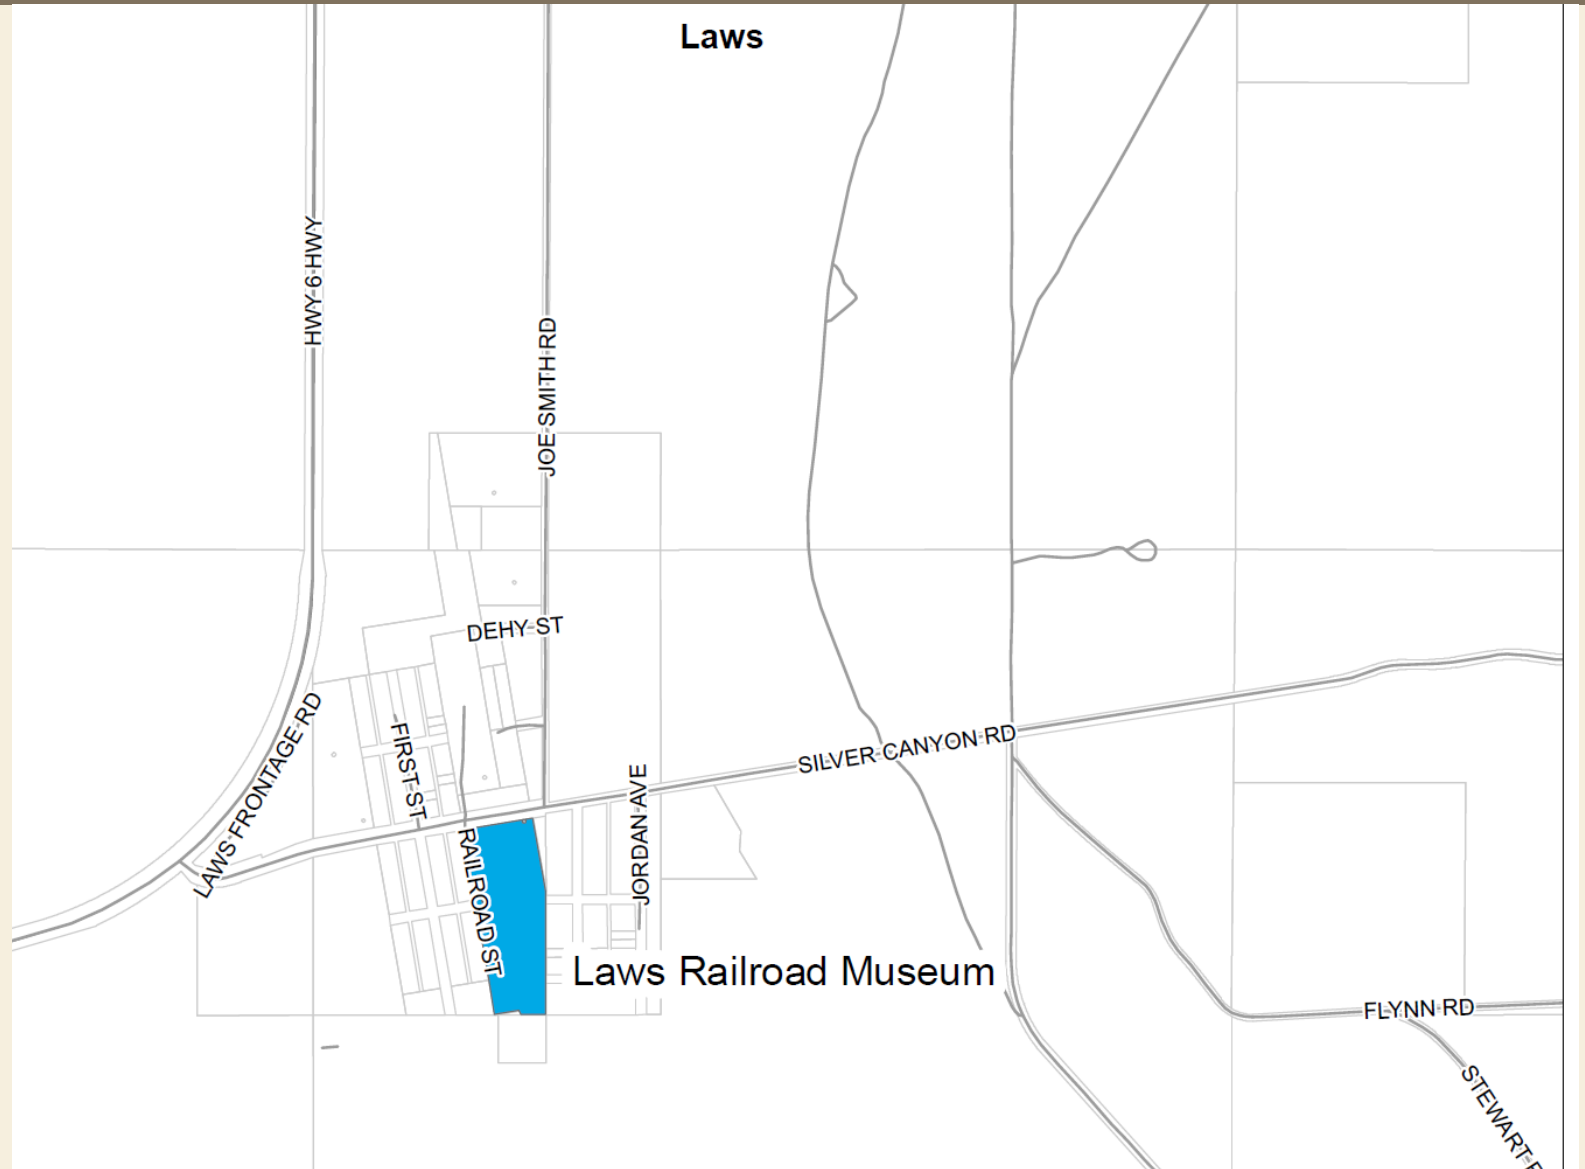 Laws
HWY 6 HWY
JOE SMITH RD
DEHY ST
LAWS FRONTAGE RD
FIRST ST
SILVER CANYON RD
JORDAN AVE
RAILROAD ST
Laws Railroad Museum
FLYNN RD
STEWART